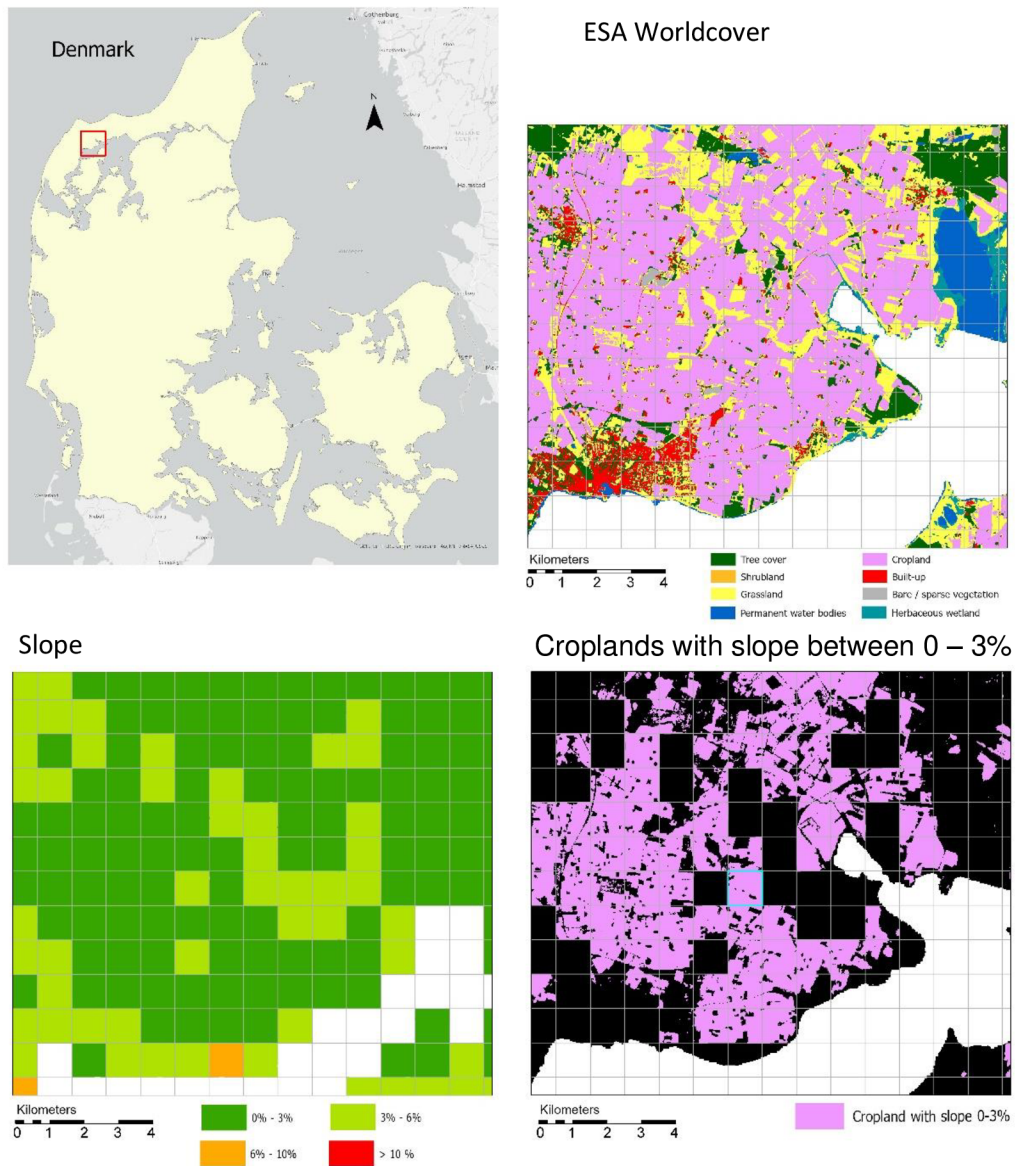 Denmark
ESA Worldcover
Gothenburg
N
Halmstad
Kilometers
0 1 2 3 4
Tree cover
Shrubland
Grassland
Permanent water bodies
Cropland
Built-up
Bare / sparse vegetation
Herbaceous wetland
Slope
Croplands with slope between 0 – 3%
Kilometers
0 1 2 3 4
0% - 3%
3% - 6%
6% - 10%
> 10 %
Kilometers
0 1 2 3 4
Cropland with slope 0-3%